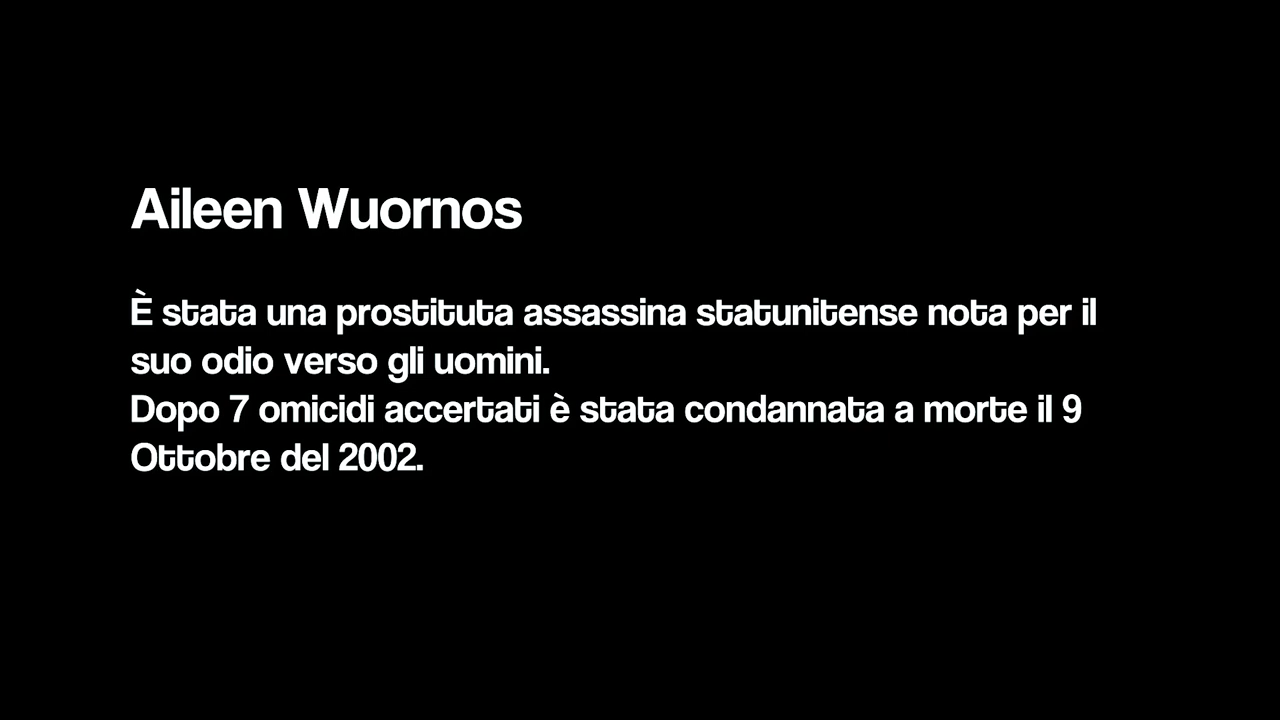 Aileen Wuornos
È stata una prostituta assassina statunitense nota per il
suo odio verso gli uomini.
Dopo 7 omicidi accertati è stata condannata a morte il 9
Ottobre del 2002.